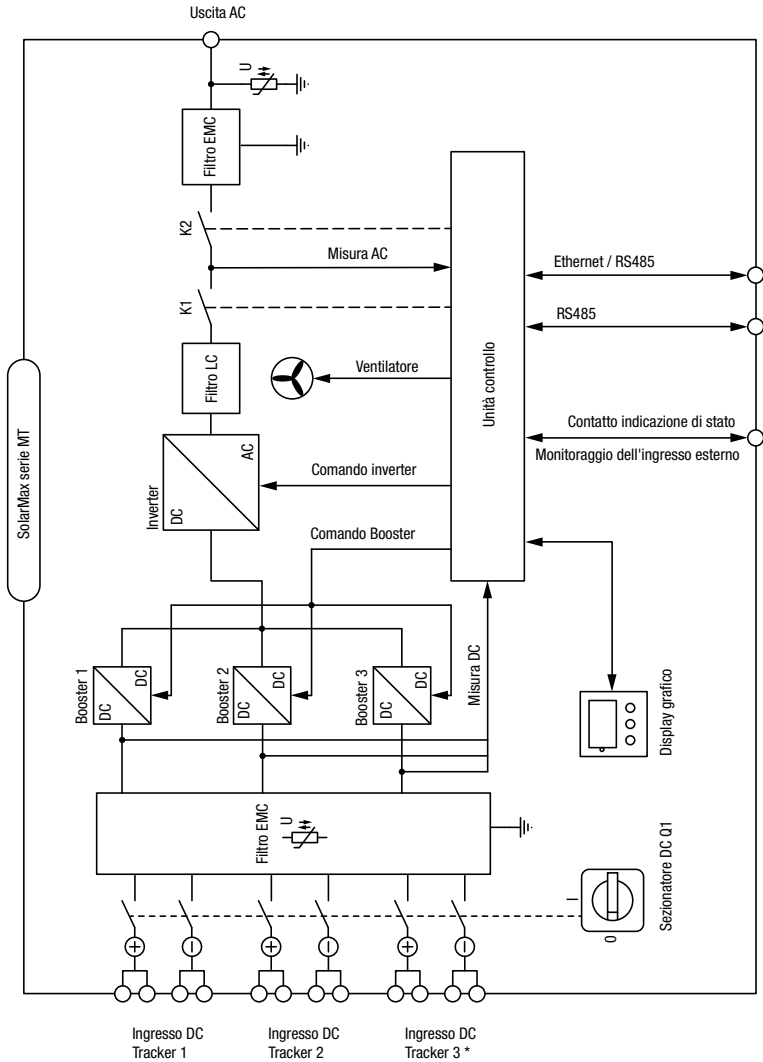 Uscita AC
U
Filtro EMC
K2
Misura AC
K1
Ethernet / RS485
RS485
Filtro LC
Ventilatore
Unità controllo
SolarMax serie MT
Contatto indicazione di stato
Monitoraggio dell'ingresso esterno
Inverter
DC
AC
Comando inverter
Comando Booster
Booster 1
DC
DC
Booster 2
DC
DC
Booster 3
DC
DC
Misura DC
Display grafico
Filtro EMC
U
Sezionatore DC Q1
I
0
+
−
+
−
+
−
Ingresso DC
Tracker 1
Ingresso DC
Tracker 2
Ingresso DC
Tracker 3 *